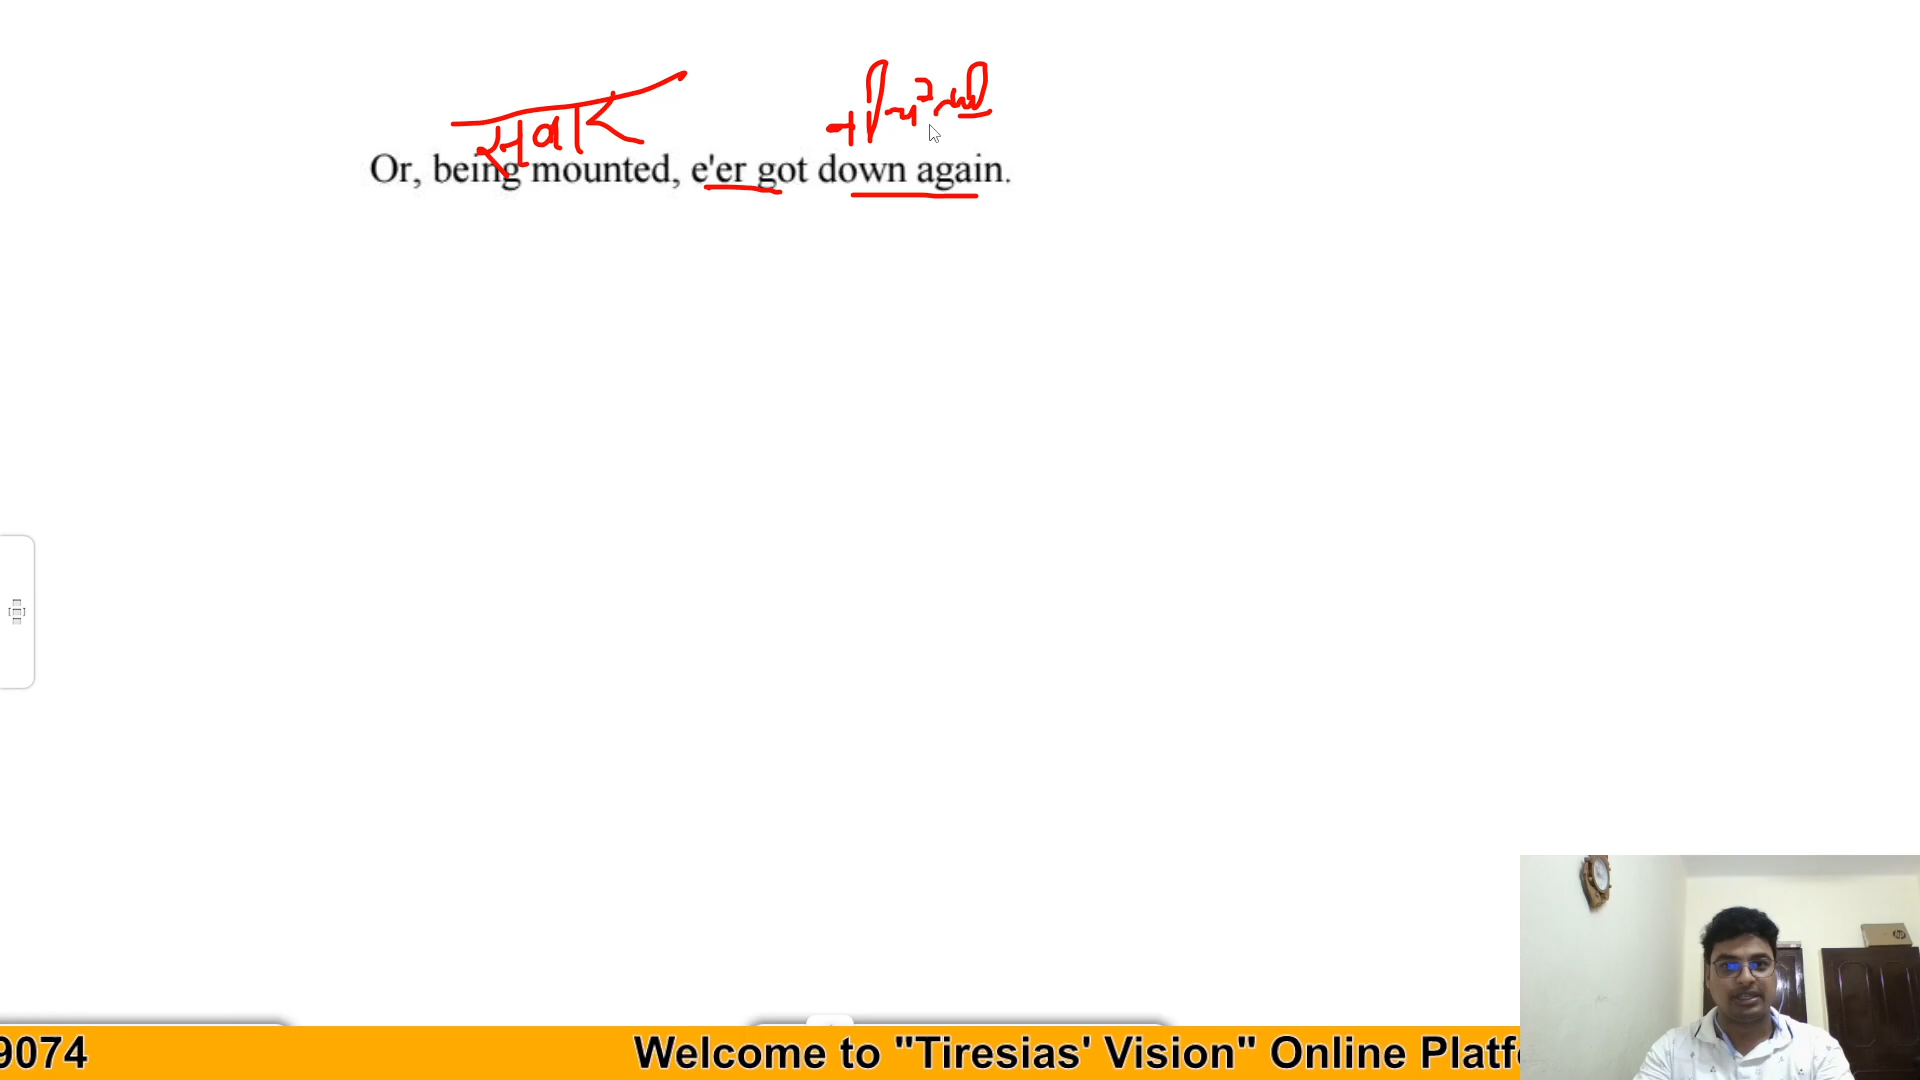 सवार
Or, being mounted, e'er got down again.
9074 Welcome to "Tiresias' Vision" Online Platf